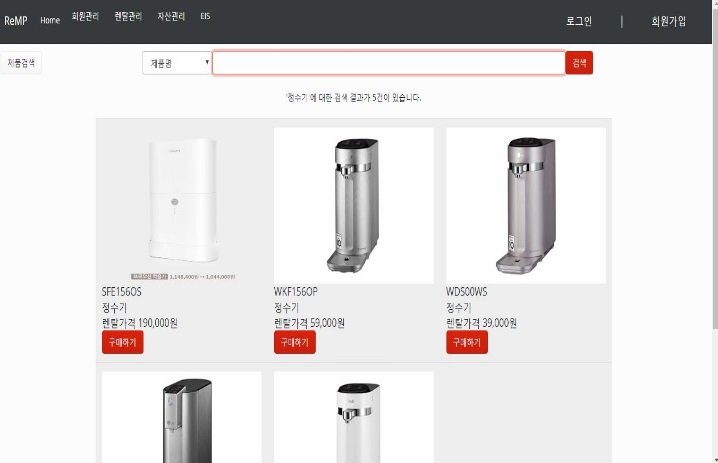 ReMP Home 회원관리 렌탈관리 자산관리 EIS 로그인 | 회원가입
제품검색 제품명 검색
'정수기'에 대한 검색 결과가 5건이 있습니다.
1,148,400원 → 1,044,000원
SFE156OS WKF156OP WDS00WS
정수기 정수기 정수기
렌탈가격 190,000원 렌탈가격 59,000원 렌탈가격 39,000원
구매하기 구매하기 구매하기